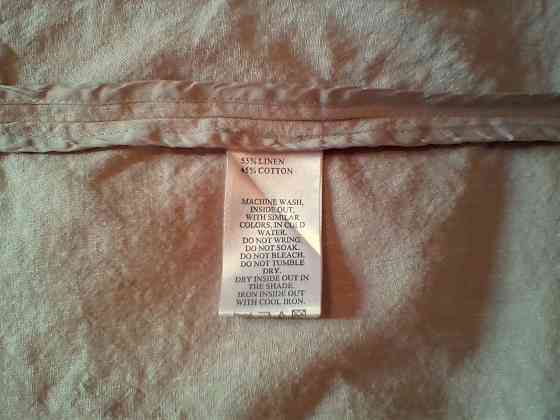 55% LINEN
45% COTTON
MACHINE WASH,
INSIDE OUT,
WITH SIMILAR
COLORS, IN COLD
WATER.
DO NOT WRING.
DO NOT SOAK.
DO NOT BLEACH.
DO NOT TUMBLE
DRY.
DRY INSIDE OUT IN
THE SHADE.
IRON INSIDE OUT
WITH COOL IRON.